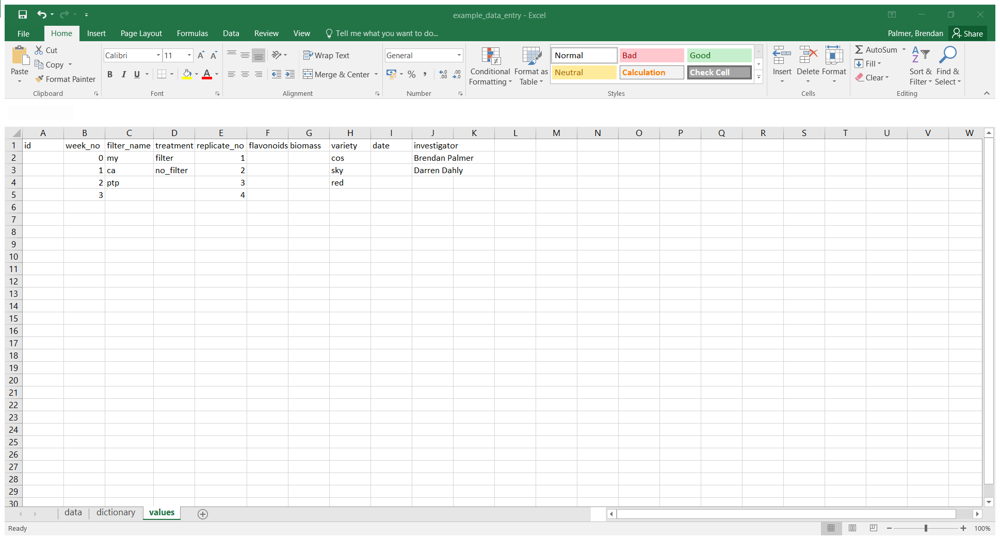 example_data_entry - Excel
File Home Insert Page Layout Formulas Data Review View Tell me what you want to do... Palmer, Brendan Share
Paste
Cut
Copy
Format Painter
Clipboard
Calibri 11
B I U
Font
Wrap Text
Merge & Center
Alignment
General
Number
Conditional Formatting
Format as Table
Normal Bad Good
Neutral Calculation Check Cell
Styles
Insert Delete Format
Cells
AutoSum
Fill
Clear
Sort & Filter
Find & Select
Editing
A B C D E F G H I J K L M N O P Q R S T U V W
1 id week_no filter_name treatment replicate_no flavonoids biomass variety date investigator
2 0 my filter 1 cos Brendan Palmer
3 1 ca no_filter 2 sky Darren Dahly
4 2 ptp 3 red
5 3 4
6
7
8
9
10
11
12
13
14
15
16
17
18
19
20
21
22
23
24
25
26
27
28
29
30
data dictionary values
Ready 100%